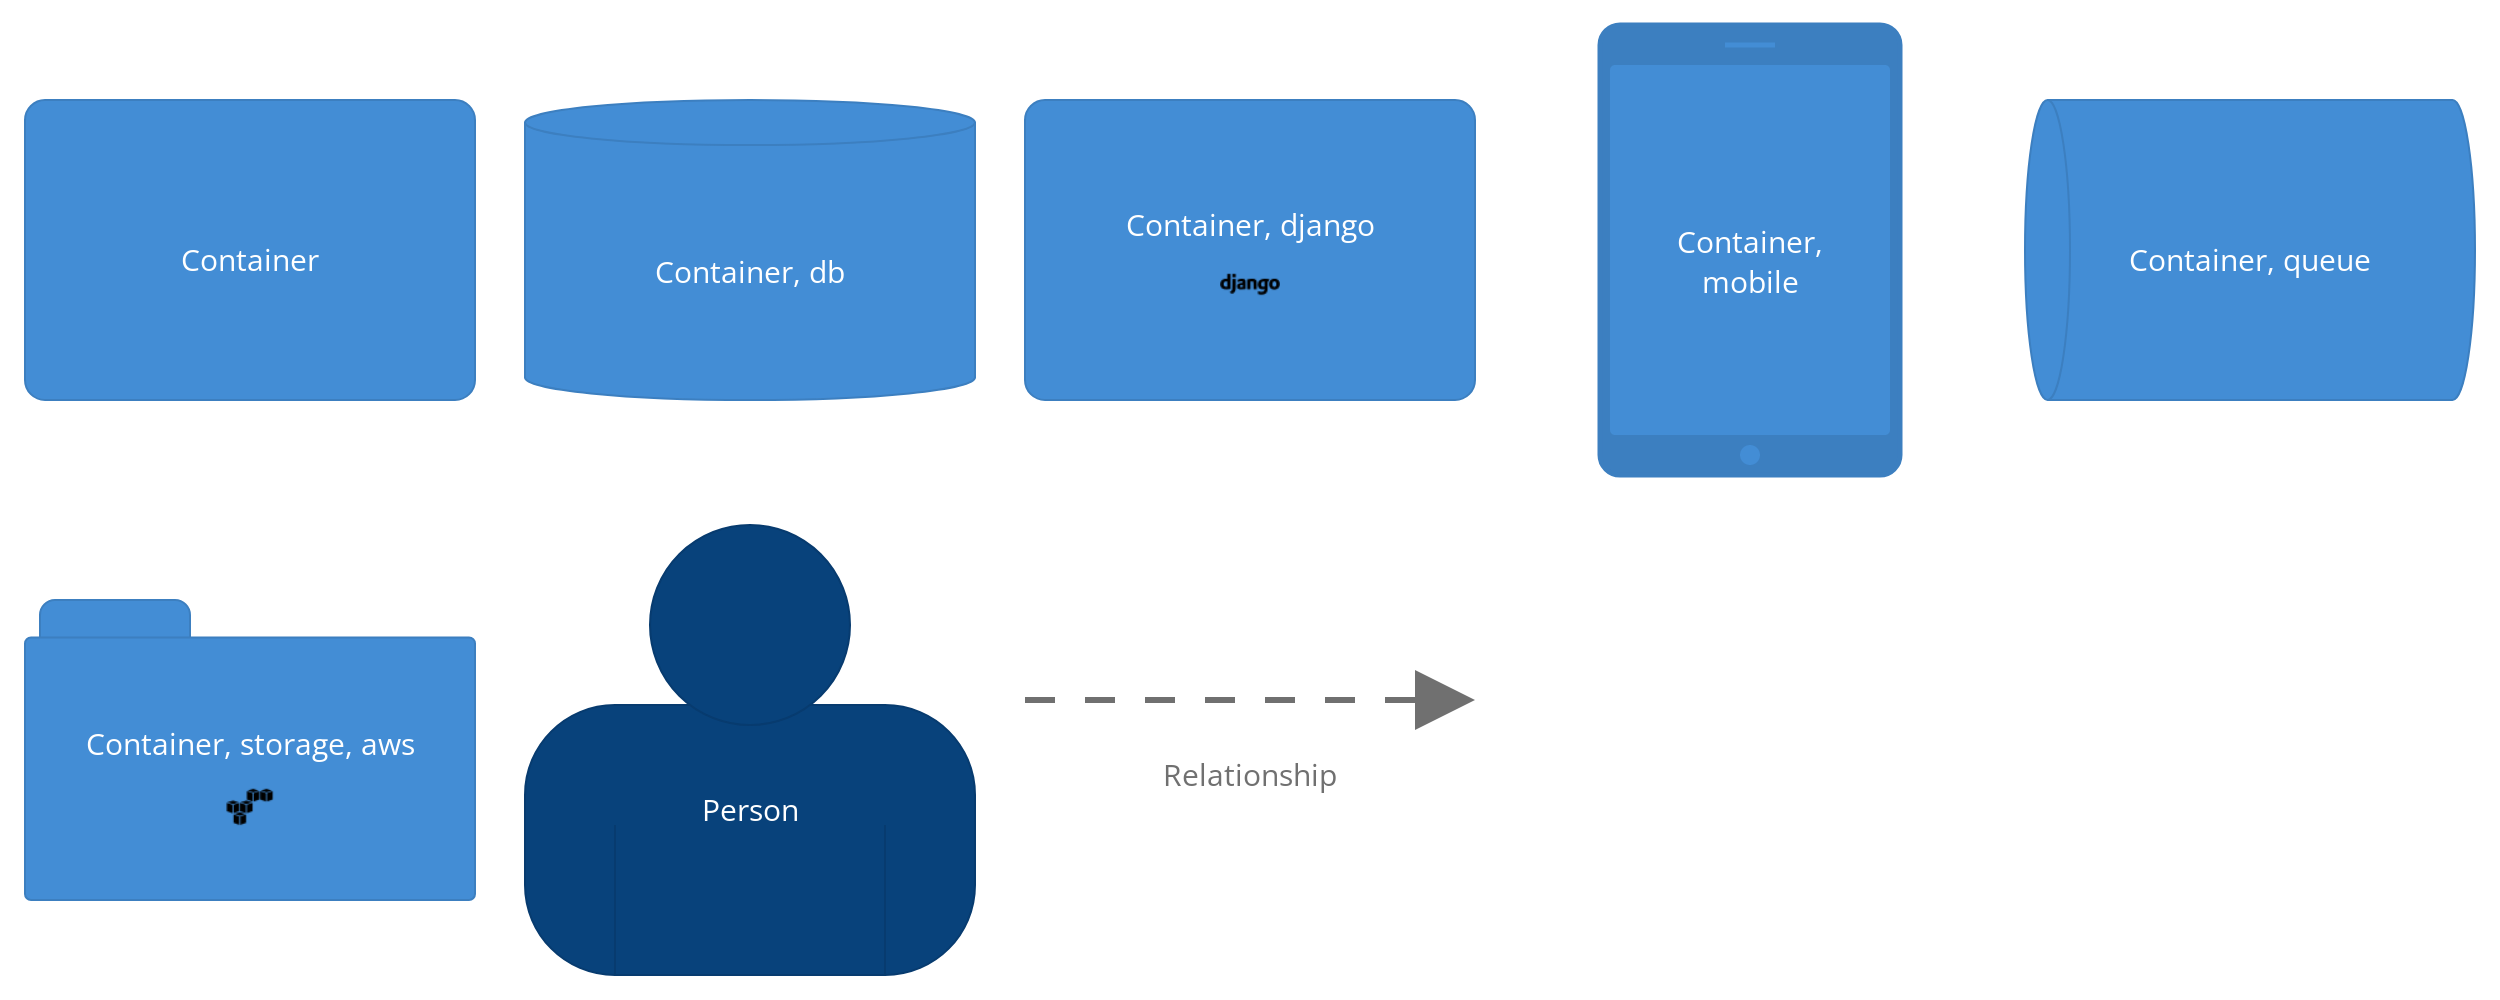 Container
Container, db
Container, django
django
Container,
mobile
Container, queue
Container, storage, aws
Person
Relationship